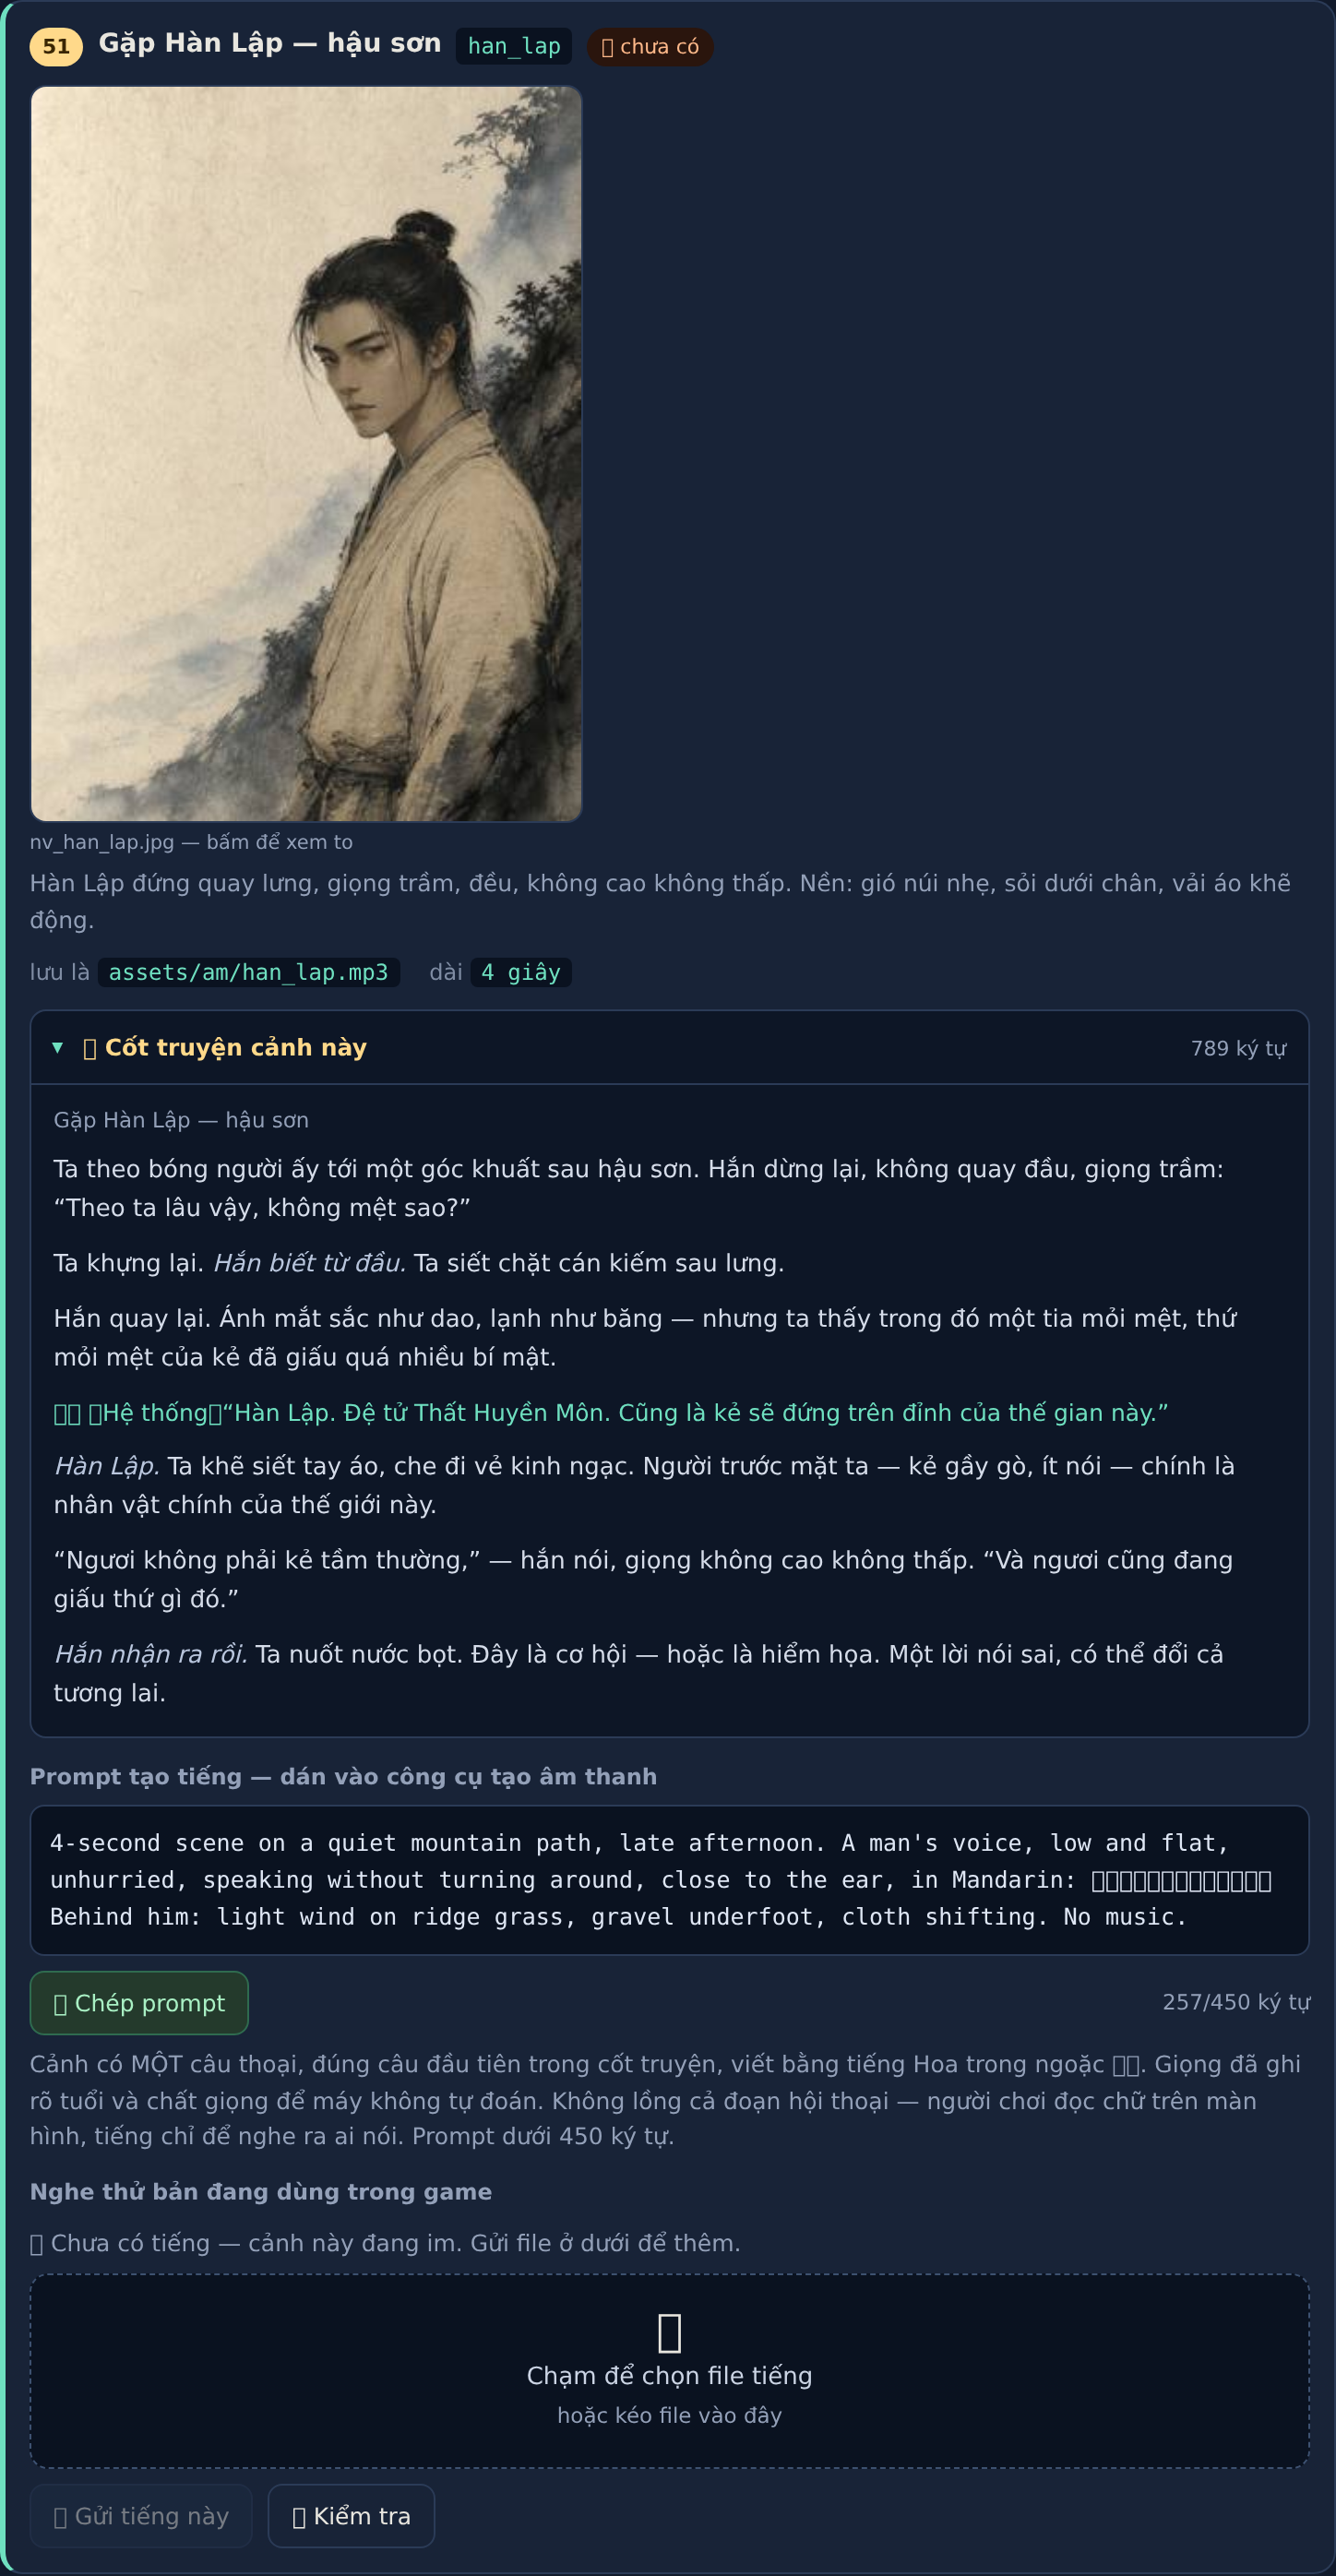 51 Gặp Hàn Lập — hậu sơn han_lap chưa có
nv_han_lap.jpg — bấm để xem to
Hàn Lập đứng quay lưng, giọng trầm, đều, không cao không thấp. Nền: gió núi nhẹ, sỏi dưới chân, vải áo khẽ
động.
lưu là assets/am/han_lap.mp3 dài 4 giây
▼ Cốt truyện cảnh này 789 ký tự
Gặp Hàn Lập — hậu sơn
Ta theo bóng người ấy tới một góc khuất sau hậu sơn. Hắn dừng lại, không quay đầu, giọng trầm:
“Theo ta lâu vậy, không mệt sao?”
Ta khựng lại. Hắn biết từ đầu. Ta siết chặt cán kiếm sau lưng.
Hắn quay lại. Ánh mắt sắc như dao, lạnh như băng — nhưng ta thấy trong đó một tia mỏi mệt, thứ
mỏi mệt của kẻ đã giấu quá nhiều bí mật.
Hệ thống “Hàn Lập. Đệ tử Thất Huyền Môn. Cũng là kẻ sẽ đứng trên đỉnh của thế gian này.”
Hàn Lập. Ta khẽ siết tay áo, che đi vẻ kinh ngạc. Người trước mặt ta — kẻ gầy gò, ít nói — chính là
nhân vật chính của thế giới này.
“Ngươi không phải kẻ tầm thường,” — hắn nói, giọng không cao không thấp. “Và ngươi cũng đang
giấu thứ gì đó.”
Hắn nhận ra rồi. Ta nuốt nước bọt. Đây là cơ hội — hoặc là hiểm họa. Một lời nói sai, có thể đổi cả
tương lai.
Prompt tạo tiếng — dán vào công cụ tạo âm thanh
4-second scene on a quiet mountain path, late afternoon. A man's voice, low and flat,
unhurried, speaking without turning around, close to the ear, in Mandarin:
Behind him: light wind on ridge grass, gravel underfoot, cloth shifting. No music.
Chép prompt 257/450 ký tự
Cảnh có MỘT câu thoại, đúng câu đầu tiên trong cốt truyện, viết bằng tiếng Hoa trong ngoặc . Giọng đã ghi
rõ tuổi và chất giọng để máy không tự đoán. Không lồng cả đoạn hội thoại — người chơi đọc chữ trên màn
hình, tiếng chỉ để nghe ra ai nói. Prompt dưới 450 ký tự.
Nghe thử bản đang dùng trong game
Chưa có tiếng — cảnh này đang im. Gửi file ở dưới để thêm.
Chạm để chọn file tiếng
hoặc kéo file vào đây
Gửi tiếng này Kiểm tra